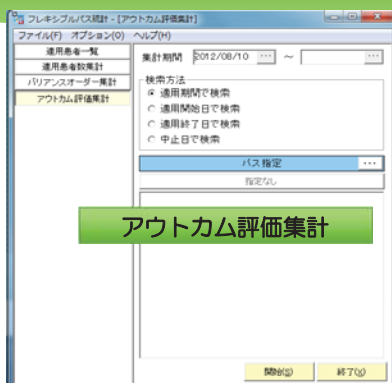 フレキシブルパス統計 - [アウトカム評価集計]
ファイル(F) オプション(O) ヘルプ(H)
適用患者一覧
適用患者数集計
バリアンスオーダー集計
アウトカム評価集計
集計期間 2012/08/10 ... ～ ...
検索方法
適用期間で検索
適用開始日で検索
適用終了日で検索
中止日で検索
パス指定 ...
指定なし
アウトカム評価集計
開始(S) 終了(X)